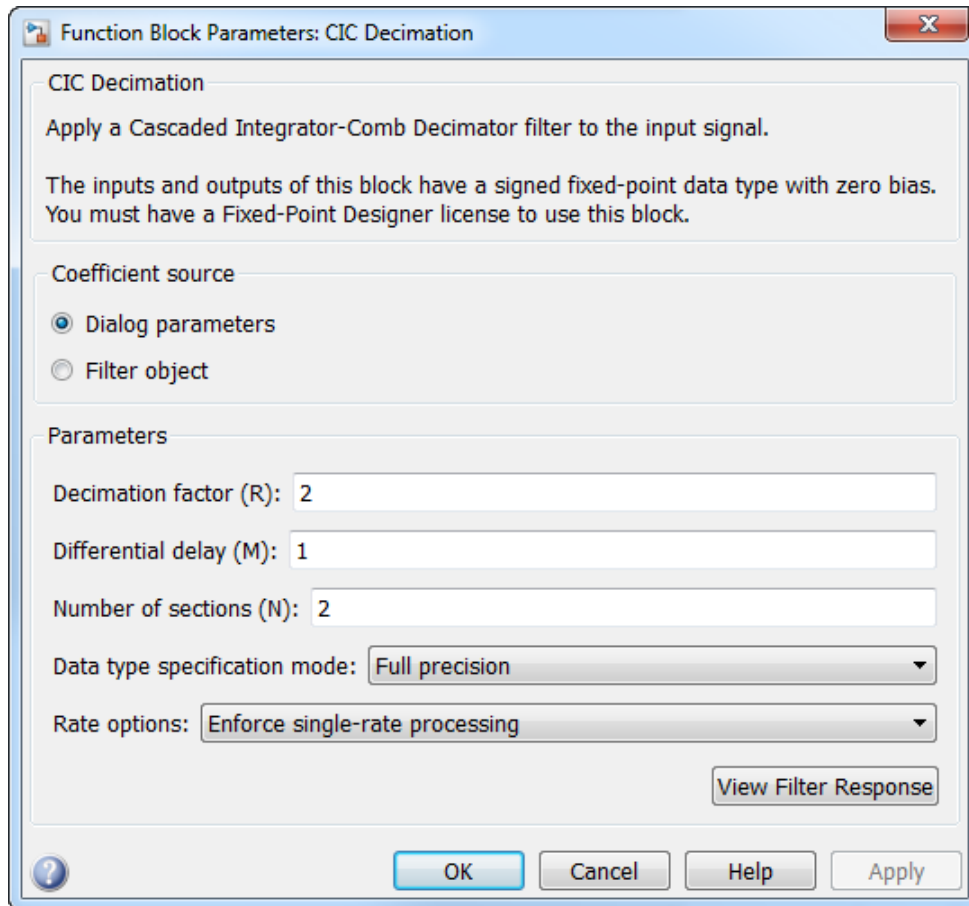 Function Block Parameters: CIC Decimation
CIC Decimation
Apply a Cascaded Integrator-Comb Decimator filter to the input signal.
The inputs and outputs of this block have a signed fixed-point data type with zero bias.
You must have a Fixed-Point Designer license to use this block.
Coefficient source
Dialog parameters
Filter object
Parameters
Decimation factor (R): 2
Differential delay (M): 1
Number of sections (N): 2
Data type specification mode: Full precision
Rate options: Enforce single-rate processing
View Filter Response
? OK Cancel Help Apply